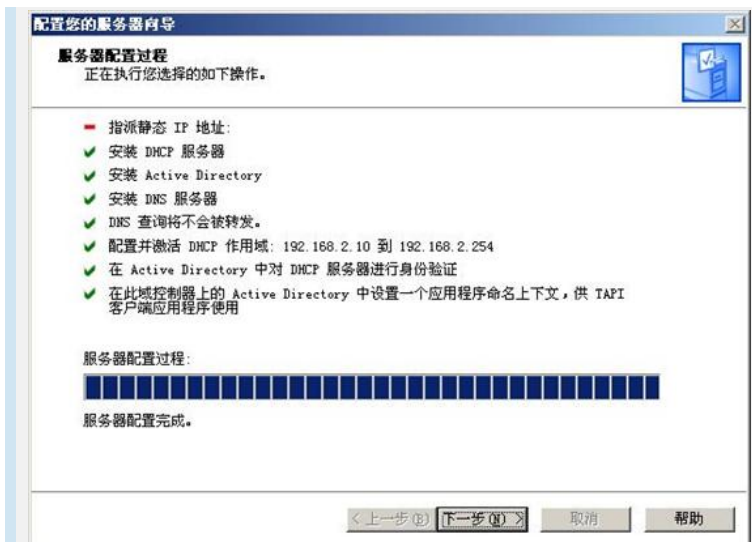 配置您的服务器向导
服务器配置过程
正在执行您选择的如下操作。
指派静态 IP 地址:
安装 DHCP 服务器
安装 Active Directory
安装 DNS 服务器
DNS 查询将不会被转发。
配置并激活 DHCP 作用域: 192.168.2.10 到 192.168.2.254
在 Active Directory 中对 DHCP 服务器进行身份验证
在此域控制器上的 Active Directory 中设置一个应用程序命名上下文，供 TAPI
客户端应用程序使用
服务器配置过程:
服务器配置完成。
< 上一步(B) 下一步(N) > 取消 帮助